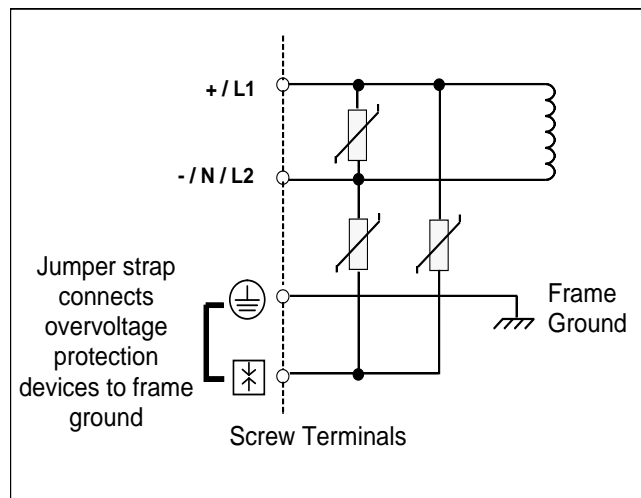 + / L1
- / N / L2
Jumper strap
connects
overvoltage
protection
devices to frame
ground
Frame
Ground
Screw Terminals